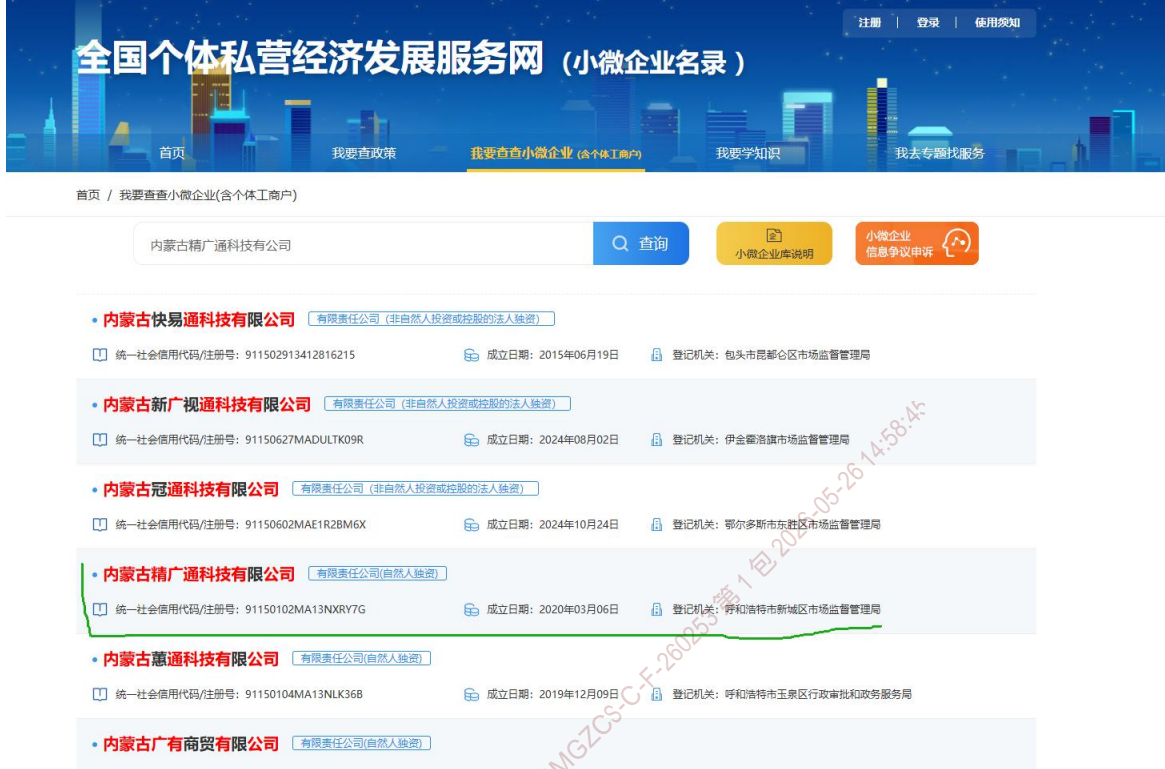 注册 | 登录 | 使用须知
全国个体私营经济发展服务网（小微企业名录）
首页 我要查政策 我要查查小微企业(含个体工商户) 我要学知识 我去专题找服务
首页 / 我要查查小微企业(含个体工商户)
内蒙古精广通科技有公司 查询 小微企业库说明 小微企业
信息争议申诉
内蒙古快易通科技有限公司 有限责任公司（非自然人投资或控股的法人独资）
统一社会信用代码/注册号：911502913412816215 成立日期：2015年06月19日 登记机关：包头市昆都仑区市场监督管理局
内蒙古新广视通科技有限公司 有限责任公司（非自然人投资或控股的法人独资）
统一社会信用代码/注册号：91150627MADULTK09R 成立日期：2024年08月02日 登记机关：伊金霍洛旗市场监督管理局
内蒙古冠通科技有限公司 有限责任公司（非自然人投资或控股的法人独资）
统一社会信用代码/注册号：91150602MAE1R2BM6X 成立日期：2024年10月24日 登记机关：鄂尔多斯市东胜区市场监督管理局
内蒙古精广通科技有限公司 有限责任公司(自然人独资)
统一社会信用代码/注册号：91150102MA13NXRY7G 成立日期：2020年03月06日 登记机关：呼和浩特市新城区市场监督管理局
内蒙古蕙通科技有限公司 有限责任公司(自然人独资)
统一社会信用代码/注册号：91150104MA13NLK36B 成立日期：2019年12月09日 登记机关：呼和浩特市玉泉区行政审批和政务服务局
内蒙古广有商贸有限公司 有限责任公司(自然人独资)
MGZCS-C-F-260253第1包 2026-05-26 14:58:45